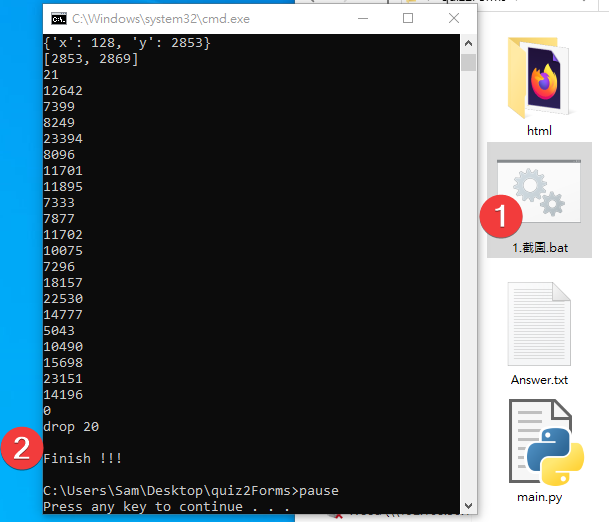 quiz2Forms
C:\Windows\system32\cmd.exe
{'x': 128, 'y': 2853}
[2853, 2869]
21
12642
7399
8249
23394
8096
11701
11895
7333
7877
11702
10075
7296
18157
22530
14777
5043
10490
15698
23151
14196
0
drop 20
2
Finish !!!
C:\Users\Sam\Desktop\quiz2Forms>pause
Press any key to continue . . .
html
1
1.截圖.bat
Answer.txt
main.py